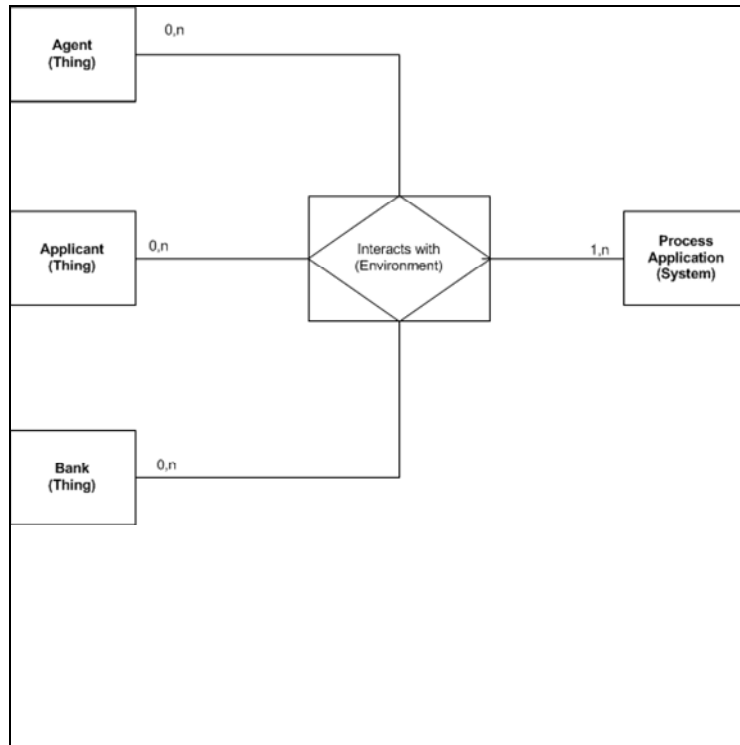 0,n
Agent
(Thing)
Applicant
(Thing)
0,n
Interacts with
(Environment)
1,n
Process
Application
(System)
Bank
(Thing)
0,n